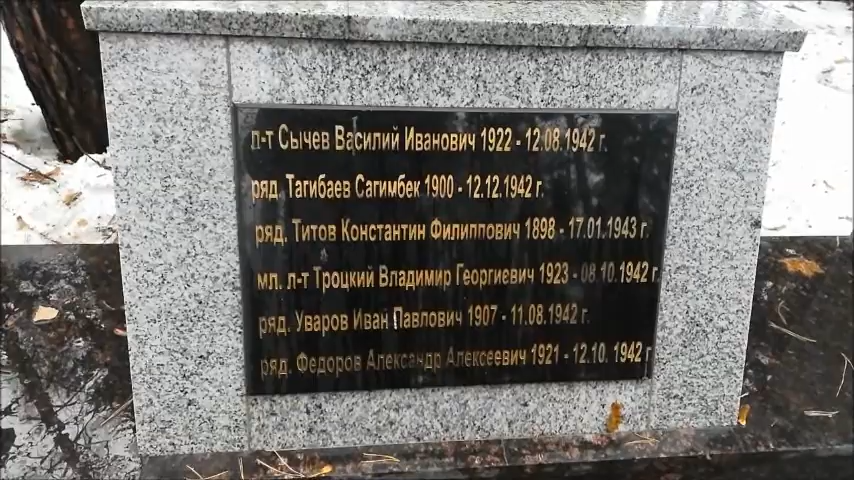 л-т Сычев Василий Иванович 1922 - 12.08.1942 г.
ряд. Тагибаев Сагимбек 1900 - 12.12.1942 г.
ряд. Титов Константин Филиппович 1898 - 17.01.1943 г.
мл. л-т Троцкий Владимир Георгиевич 1923 - 08.10.1942 г.
ряд. Уваров Иван Павлович 1907 - 11.08.1942 г.
ряд. Федоров Александр Алексеевич 1921 - 12.10. 1942 г